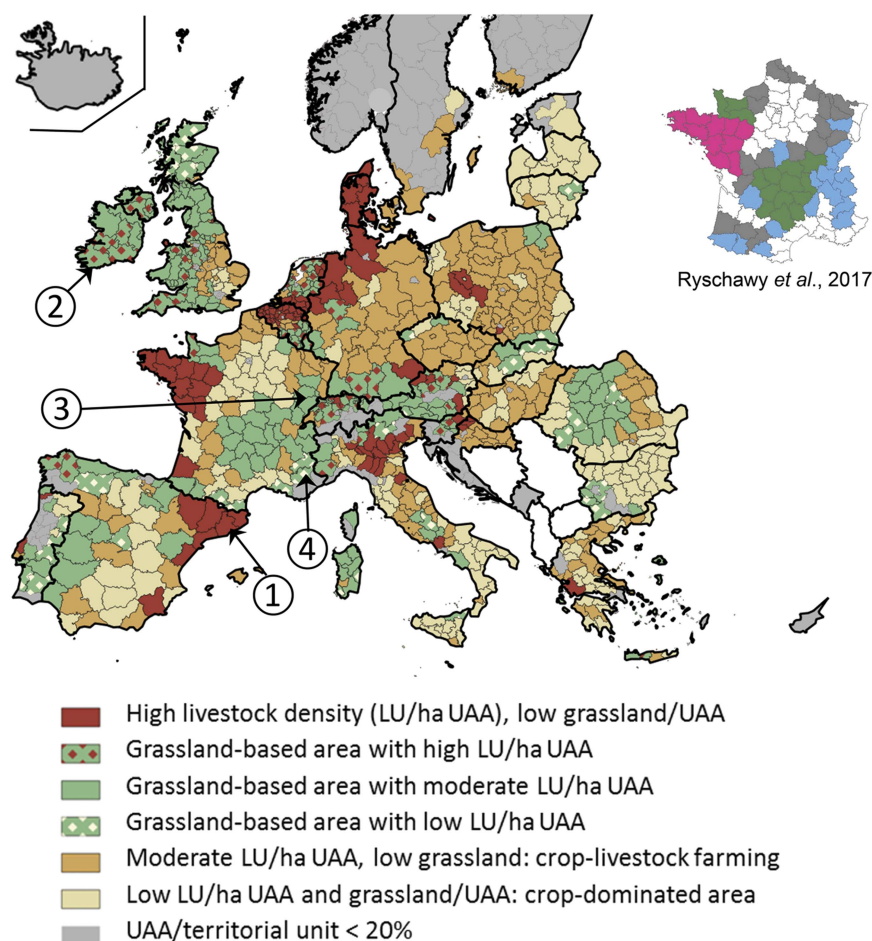 Ryschawy et al., 2017
2
3
4
1
High livestock density (LU/ha UAA), low grassland/UAA
Grassland-based area with high LU/ha UAA
Grassland-based area with moderate LU/ha UAA
Grassland-based area with low LU/ha UAA
Moderate LU/ha UAA, low grassland: crop-livestock farming
Low LU/ha UAA and grassland/UAA: crop-dominated area
UAA/territorial unit < 20%